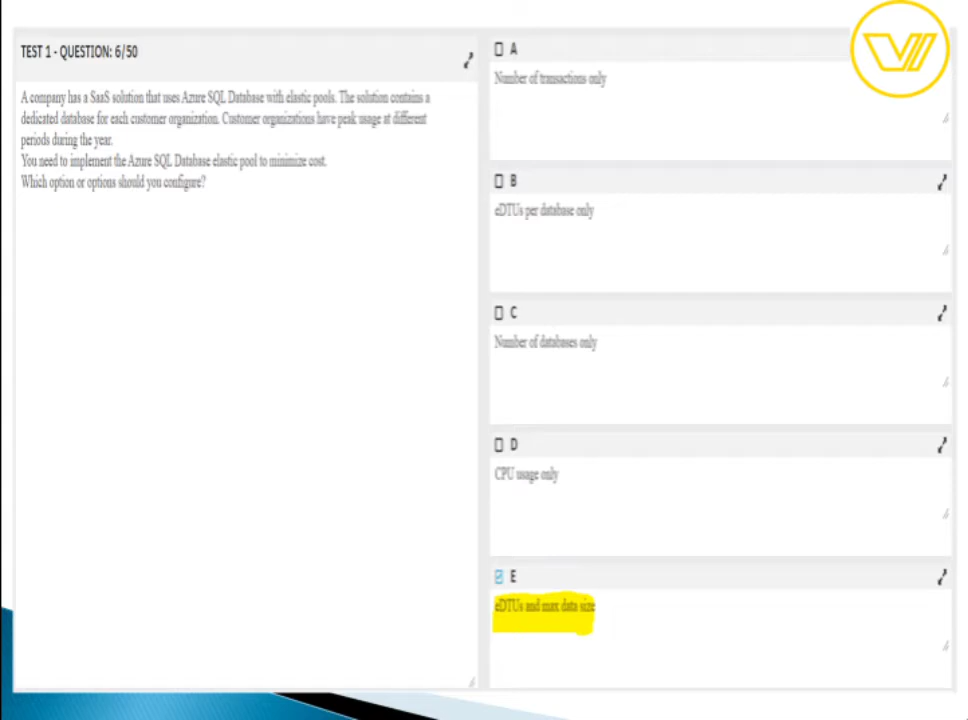 TEST 1 - QUESTION: 6/50
A company has a SaaS solution that uses Azure SQL Database with elastic pools. The solution contains a
dedicated database for each customer organization. Customer organizations have peak usage at different
periods during the year.
You need to implement the Azure SQL Database elastic pool to minimize cost.
Which option or options should you configure?
A
Number of transactions only
B
eDTUs per database only
C
Number of databases only
D
CPU usage only
E
eDTUs and max data size